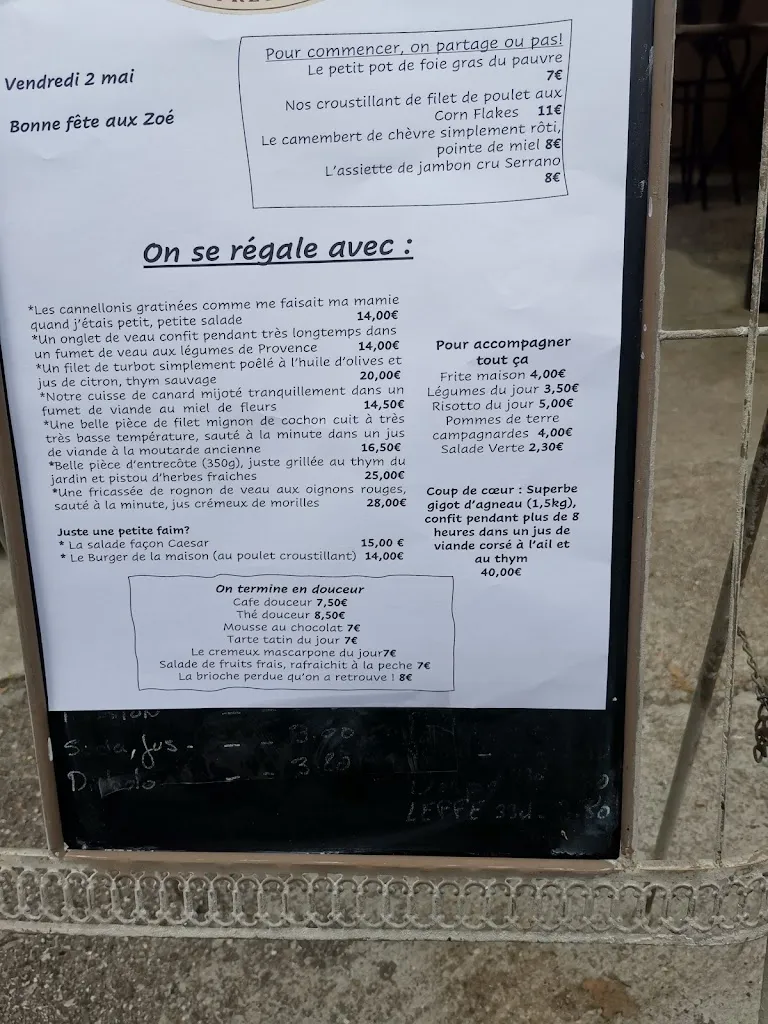 Vendredi 2 mai
Bonne fête aux Zoé
Pour commencer, on partage ou pas!
Le petit pot de foie gras du pauvre
7€
Nos croustillant de filet de poulet aux
Corn Flakes 11€
Le camembert de chèvre simplement rôti,
pointe de miel 8€
L'assiette de jambon cru Serrano
8€
On se régale avec :
*Les cannellonis gratinées comme me faisait ma mamie
quand j'étais petit, petite salade 14,00€
*Un onglet de veau confit pendant très longtemps dans
un fumet de veau aux légumes de Provence 14,00€
*Un filet de turbot simplement poêlé à l'huile d'olives et
jus de citron, thym sauvage 20,00€
*Notre cuisse de canard mijoté tranquillement dans un
fumet de viande au miel de fleurs 14,50€
*Une belle pièce de filet mignon de cochon cuit à très
très basse température, sauté à la minute dans un jus
de viande à la moutarde ancienne 16,50€
*Belle pièce d'entrecôte (350g), juste grillée au thym du
jardin et pistou d'herbes fraiches 25,00€
*Une fricassée de rognon de veau aux oignons rouges,
sauté à la minute, jus crémeux de morilles 28,00€
Juste une petite faim?
* La salade façon Caesar 15,00 €
* Le Burger de la maison (au poulet croustillant) 14,00€
Pour accompagner
tout ça
Frite maison 4,00€
Légumes du jour 3,50€
Risotto du jour 5,00€
Pommes de terre
campagnardes 4,00€
Salade Verte 2,30€
Coup de cœur : Superbe
gigot d'agneau (1,5kg),
confit pendant plus de 8
heures dans un jus de
viande corsé à l'ail et
au thym
40,00€
On termine en douceur
Cafe douceur 7,50€
Thé douceur 8,50€
Mousse au chocolat 7€
Tarte tatin du jour 7€
Le cremeux mascarpone du jour7€
Salade de fruits frais, rafraichit à la peche 7€
La brioche perdue qu'on a retrouve ! 8€
jus - - -
- -
LEFFE